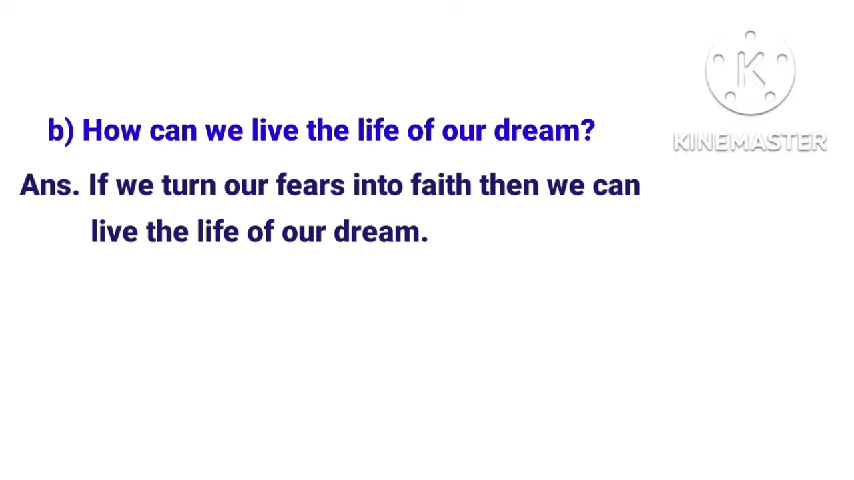 b) How can we live the life of our dream?
Ans. If we turn our fears into faith then we can
live the life of our dream.
K
KINEMASTER